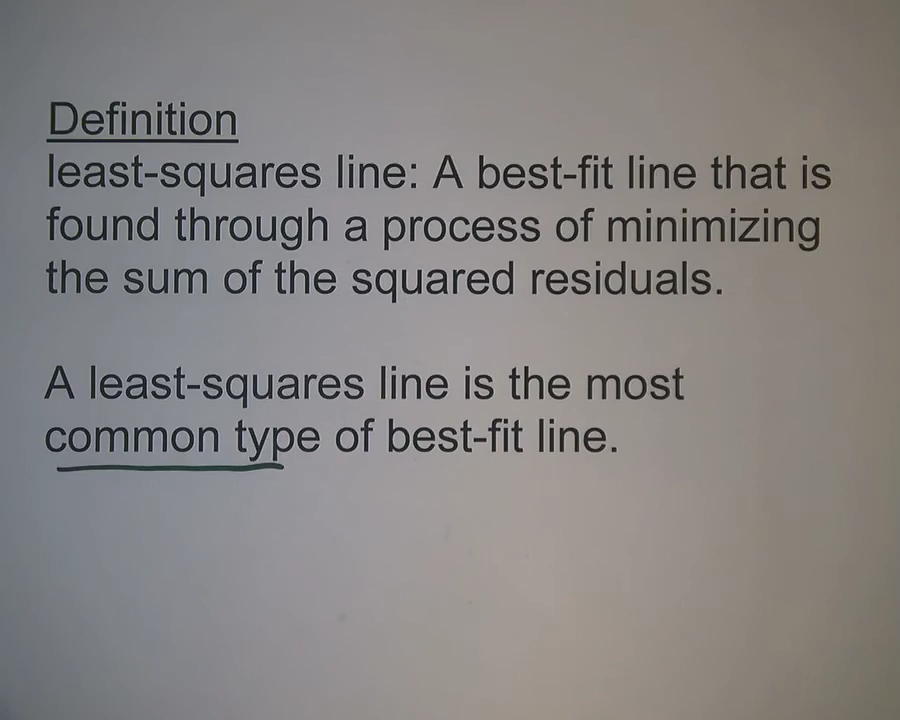 Definition
least-squares line: A best-fit line that is
found through a process of minimizing
the sum of the squared residuals.
A least-squares line is the most
common type of best-fit line.